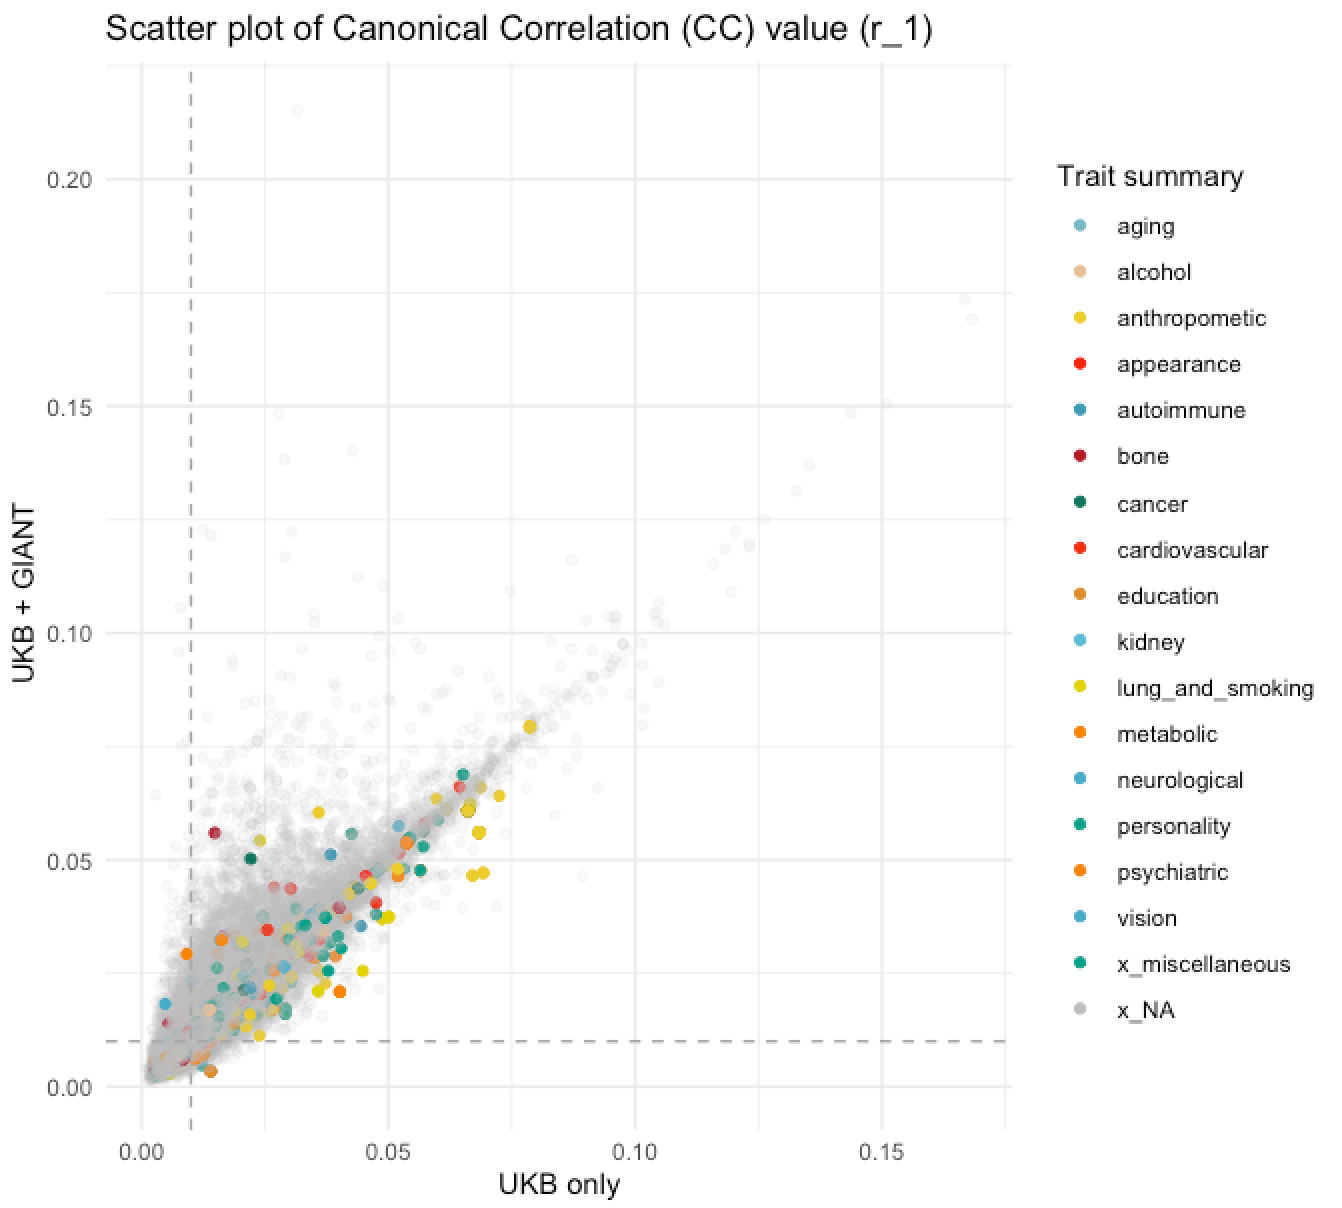 Scatter plot of Canonical Correlation (CC) value (r_1)
UKB + GIANT
0.20
0.15
0.10
0.05
0.00
0.00
0.05
0.10
0.15
UKB only
Trait summary
aging
alcohol
anthropometic
appearance
autoimmune
bone
cancer
cardiovascular
education
kidney
lung_and_smoking
metabolic
neurological
personality
psychiatric
vision
x_miscellaneous
x_NA